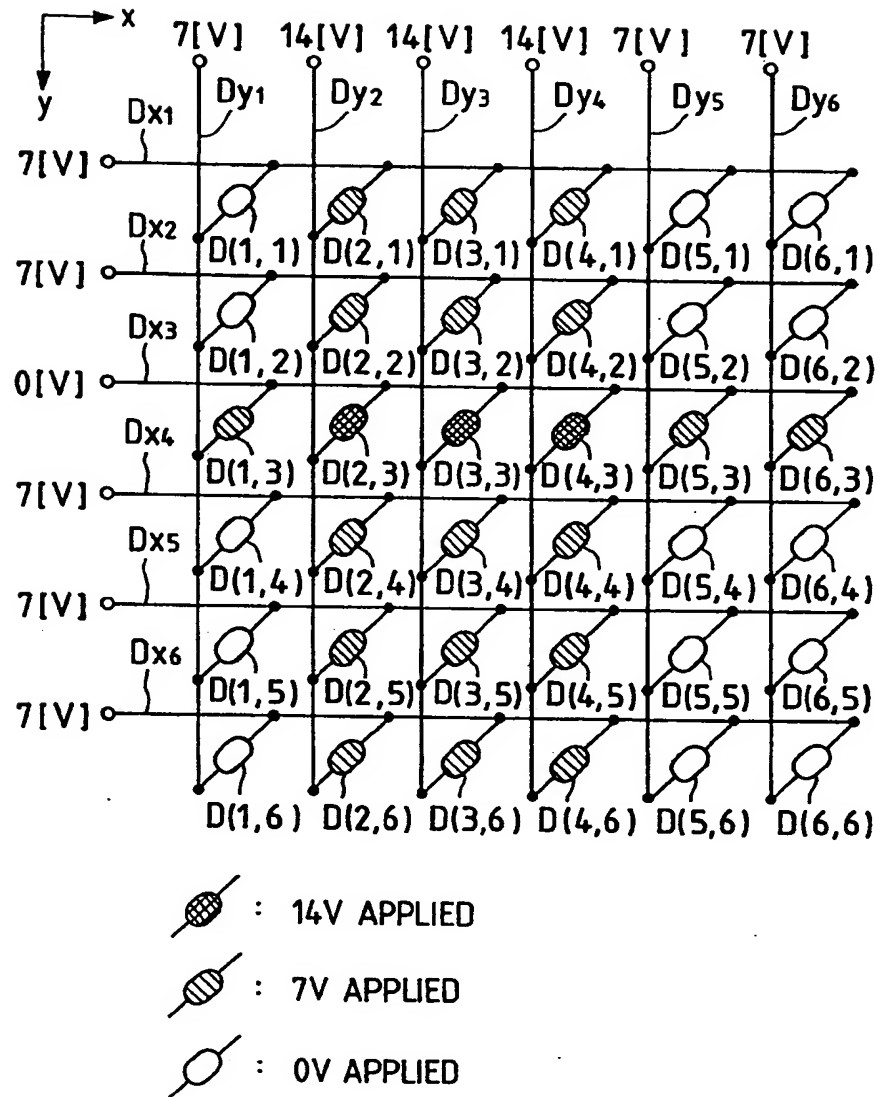 x
y
7[V] 14[V] 14[V] 14[V] 7[V] 7[V]
Dy1 Dy2 Dy3 Dy4 Dy5 Dy6
Dx1
7[V]
D(1,1) D(2,1) D(3,1) D(4,1) D(5,1) D(6,1)
Dx2
7[V]
D(1,2) D(2,2) D(3,2) D(4,2) D(5,2) D(6,2)
Dx3
0[V]
D(1,3) D(2,3) D(3,3) D(4,3) D(5,3) D(6,3)
Dx4
7[V]
D(1,4) D(2,4) D(3,4) D(4,4) D(5,4) D(6,4)
Dx5
7[V]
D(1,5) D(2,5) D(3,5) D(4,5) D(5,5) D(6,5)
Dx6
7[V]
D(1,6) D(2,6) D(3,6) D(4,6) D(5,6) D(6,6)
: 14V APPLIED
: 7V APPLIED
: 0V APPLIED